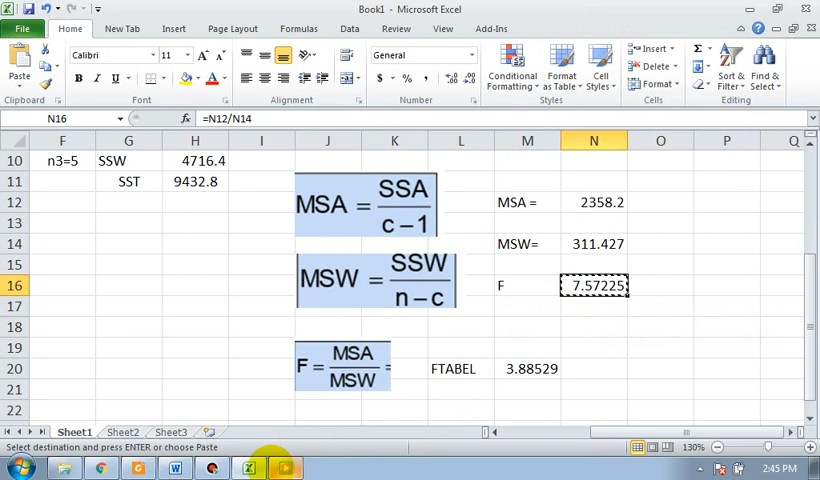 Book1 - Microsoft Excel
File Home Insert Page Layout Formulas Data Review View Add-Ins
Paste
Calibri 11
General
Conditional Formatting
Format as Table
Cell Styles
Insert
Delete
Format
Sort & Filter
Find & Select
Clipboard Font Alignment Number Styles Cells Editing
N16 fx =N12/N14
F G H I J K L M N O P Q
10 n3=5 SSW 4716.4
11 SST 9432.8
12 MSA = 2358.2
MSA = SSA
c – 1
13
14 MSW= 311.427
15
MSW = SSW
n – c
16 F 7.57225
17
18
19
F = MSA
MSW =
20 FTABEL 3.88529
21
22
Sheet1 Sheet2 Sheet3
Select destination and press ENTER or choose Paste 130%
2:45 PM